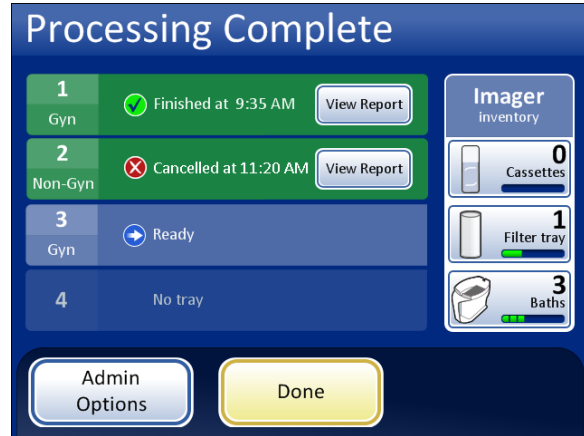 Processing Complete
1
Gyn
Finished at 9:35 AM
View Report
2
Non-Gyn
Cancelled at 11:20 AM
View Report
3
Gyn
Ready
4
No tray
Imager
inventory
0
Cassettes
1
Filter tray
3
Baths
Admin
Options
Done